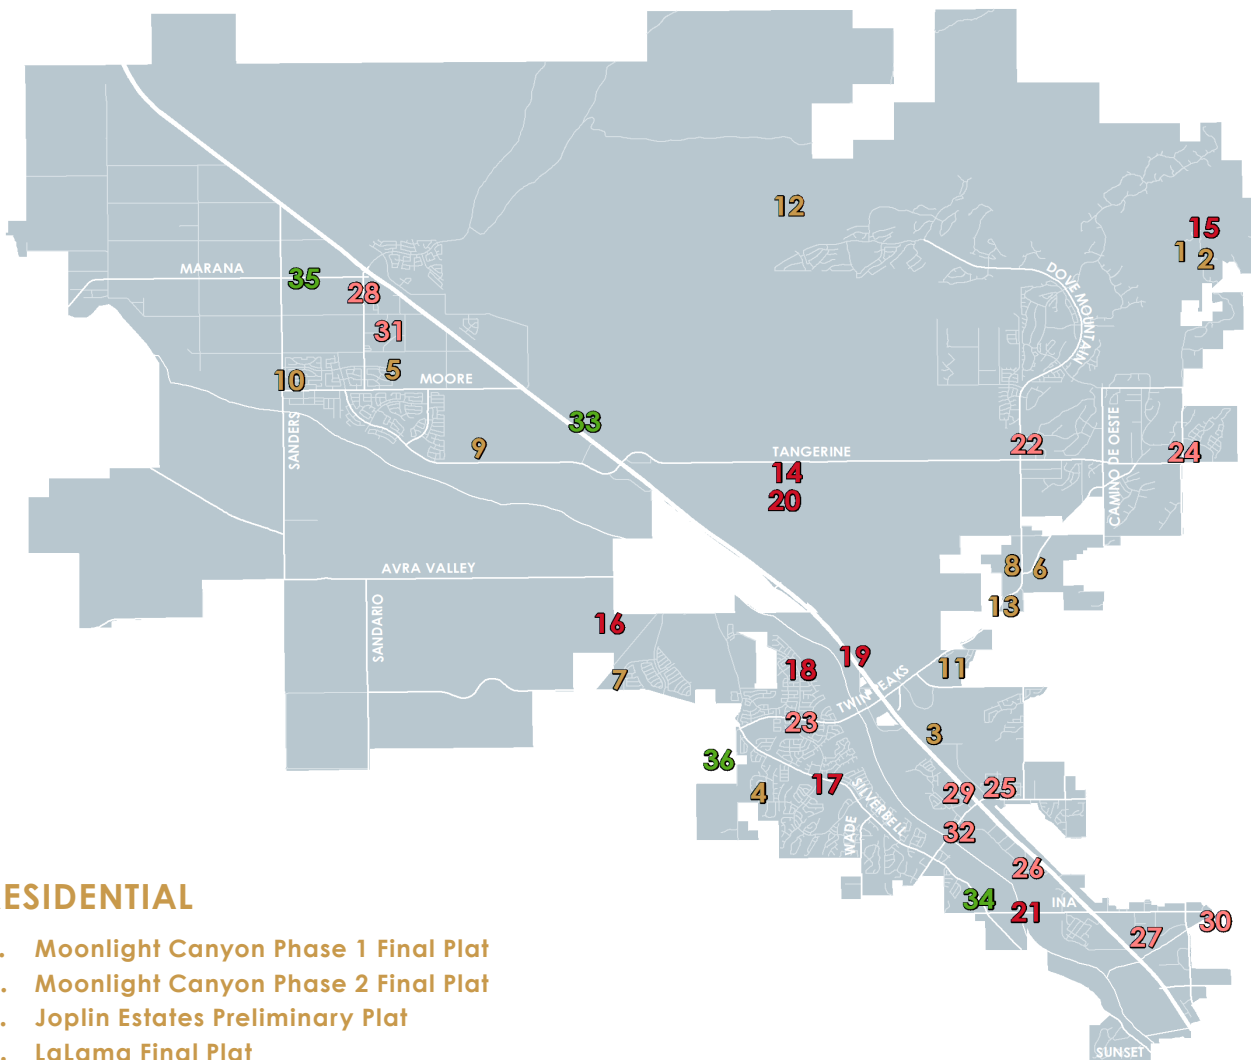 12
15
1
2
MARANA
35
28
DOVE MOUNTAIN
31
5
10
MOORE
SANDERS
33
9
TANGERINE
22
CAMINO DE OESTE
24
14
20
AVRA VALLEY
8
6
SANDARIO
13
16
19
18
11
7
TWIN PEAKS
23
3
36
4
17
SILVERBELL
29
25
WADE
32
26
34
21
INA
30
27
SUNSET
ESIDENTIAL
. Moonlight Canyon Phase 1 Final Plat
. Moonlight Canyon Phase 2 Final Plat
. Joplin Estates Preliminary Plat
. LaLama Final Plat